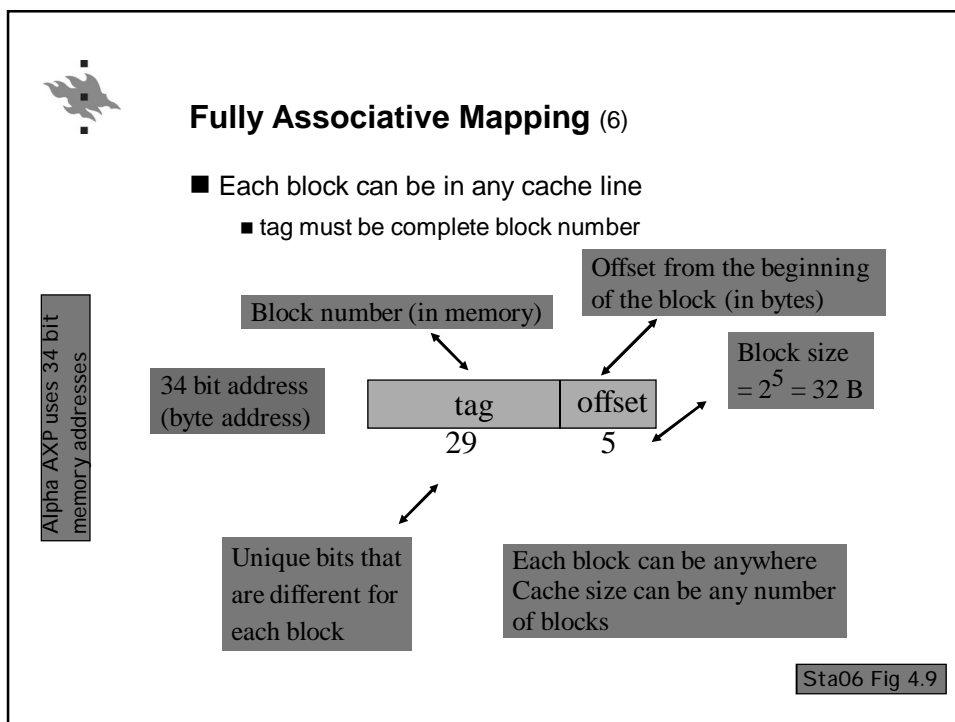 Fully Associative Mapping (6)
■ Each block can be in any cache line
■ tag must be complete block number
Offset from the beginning
of the block (in bytes)
Block number (in memory)
Block size
= 2^5 = 32 B
Alpha AXP uses 34 bit
memory addresses
34 bit address
(byte address)
tag offset
29 5
Unique bits that
are different for
each block
Each block can be anywhere
Cache size can be any number
of blocks
Sta06 Fig 4.9